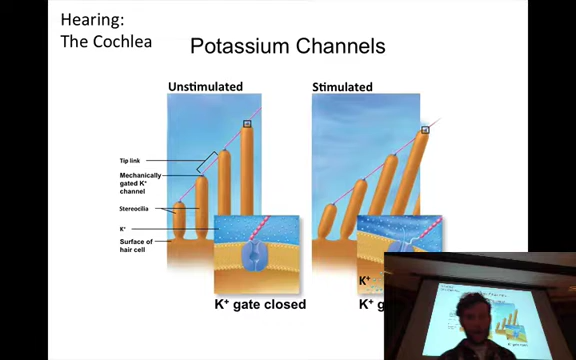 Hearing:
The Cochlea
Potassium Channels
Unstimulated
Stimulated
Tip link
Mechanically
gated K⁺
channel
Stereocilia
K⁺
Surface of
hair cell
K⁺
K⁺ gate closed
K⁺ g